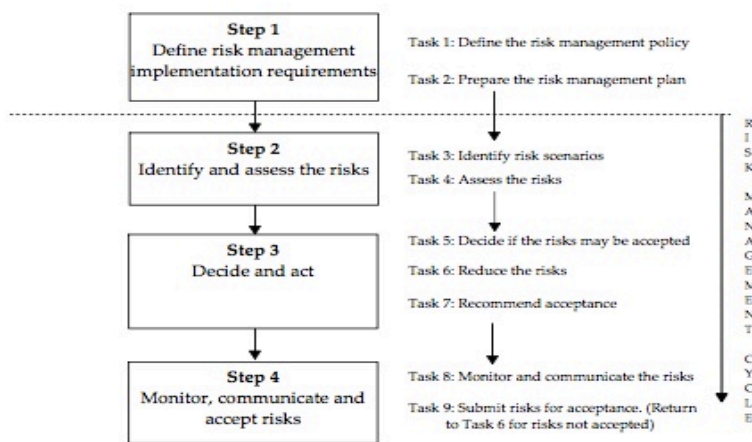 Step 1
Define risk management
implementation requirements
Task 1: Define the risk management policy
Task 2: Prepare the risk management plan
Step 2
Identify and assess the risks
Task 3: Identify risk scenarios
Task 4: Assess the risks
Step 3
Decide and act
Task 5: Decide if the risks may be accepted
Task 6: Reduce the risks
Task 7: Recommend acceptance
Step 4
Monitor, communicate and
accept risks
Task 8: Monitor and communicate the risks
Task 9: Submit risks for acceptance. (Return
to Task 6 for risks not accepted)
RISK
MANAGEMENT
CYCLE